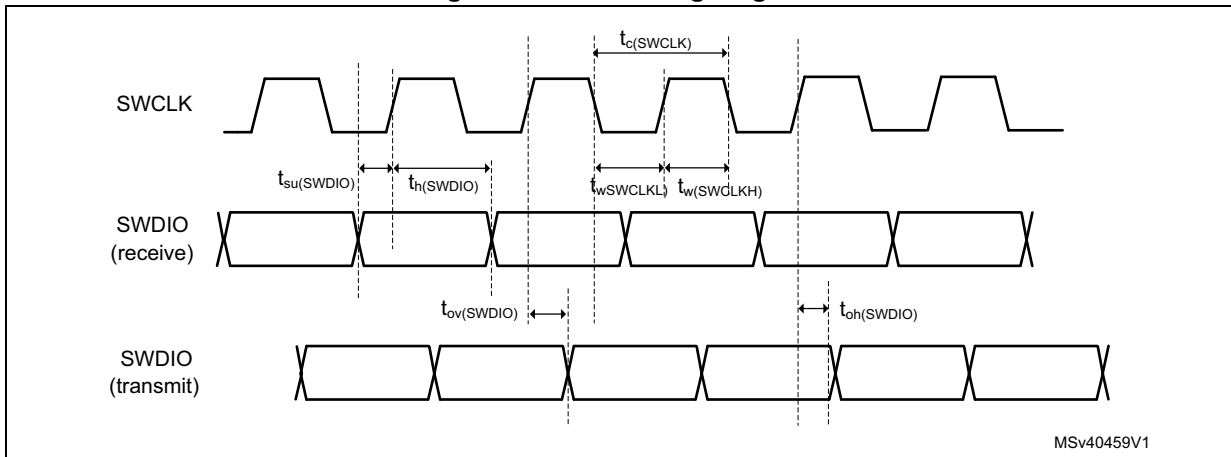 tc(SWCLK)
SWCLK
tsu(SWDIO)
th(SWDIO)
twSWCLKL)
tw(SWCLKH)
SWDIO
(receive)
tov(SWDIO)
toh(SWDIO)
SWDIO
(transmit)
MSv40459V1